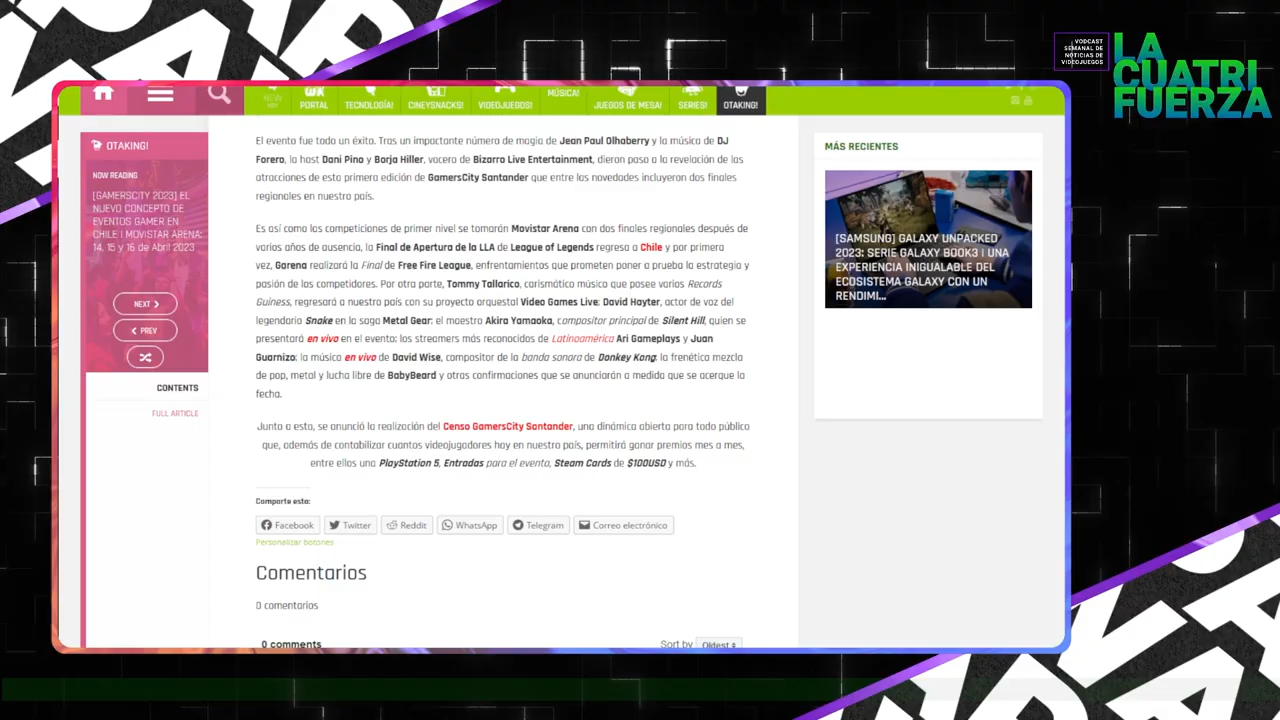 VODCAST
SEMANAL DE
NOTICIAS DE
VIDEOJUEGOS
LA
CUATRI
FUERZA
NEW
PORTAL
TECNOLOGÍA!
CINEYSNACKS!
VIDEOJUEGOS!
MÚSICA!
JUEGOS DE MESA!
SERIES!
OTAKING!
OTAKING!
NOW READING
[GAMERSCITY 2023] EL
NUEVO CONCEPTO DE
EVENTOS GAMER EN
CHILE | MOVISTAR ARENA:
14, 15 y 16 de Abril 2023
NEXT
PREV
CONTENTS
FULL ARTICLE
El evento fue todo un éxito. Tras un impactante número de magia de Jean Paul Olhaberry y la música de DJ
Forero, la host Dani Pino y Borja Hiller, vocero de Bizarro Live Entertainment, dieron paso a la revelación de las
atracciones de esta primera edición de GamersCity Santander que entre las novedades incluyeron dos finales
regionales en nuestro país.
Es así como las competiciones de primer nivel se tomarán Movistar Arena con dos finales regionales después de
varios años de ausencia, la Final de Apertura de la LLA de League of Legends regresa a Chile y por primera
vez, Garena realizará la Final de Free Fire League, enfrentamientos que prometen poner a prueba la estrategia y
pasión de los competidores. Por otra parte, Tommy Tallarico, carismático músico que posee varios Records
Guiness, regresará a nuestro país con su proyecto orquestal Video Games Live; David Hayter, actor de voz del
legendario Snake en la saga Metal Gear; el maestro Akira Yamaoka, compositor principal de Silent Hill, quien se
presentará en vivo en el evento; los streamers más reconocidos de Latinoamérica Ari Gameplays y Juan
Guarnizo; la música en vivo de David Wise, compositor de la banda sonora de Donkey Kong; la frenética mezcla
de pop, metal y lucha libre de BabyBeard y otras confirmaciones que se anunciarán a medida que se acerque la
fecha.
Junto a esto, se anunció la realización del Censo GamersCity Santander, una dinámica abierta para todo público
que, además de contabilizar cuantos videojugadores hay en nuestro país, permitirá ganar premios mes a mes,
entre ellos una PlayStation 5, Entradas para el evento, Steam Cards de $100USD y más.
Comparte esto:
Facebook
Twitter
Reddit
WhatsApp
Telegram
Correo electrónico
Personalizar botones
Comentarios
0 comentarios
0 comments
Sort by Oldest
MÁS RECIENTES
[SAMSUNG] GALAXY UNPACKED
2023: SERIE GALAXY BOOK3 | UNA
EXPERIENCIA INIGUALABLE DEL
ECOSISTEMA GALAXY CON UN
RENDIMI...